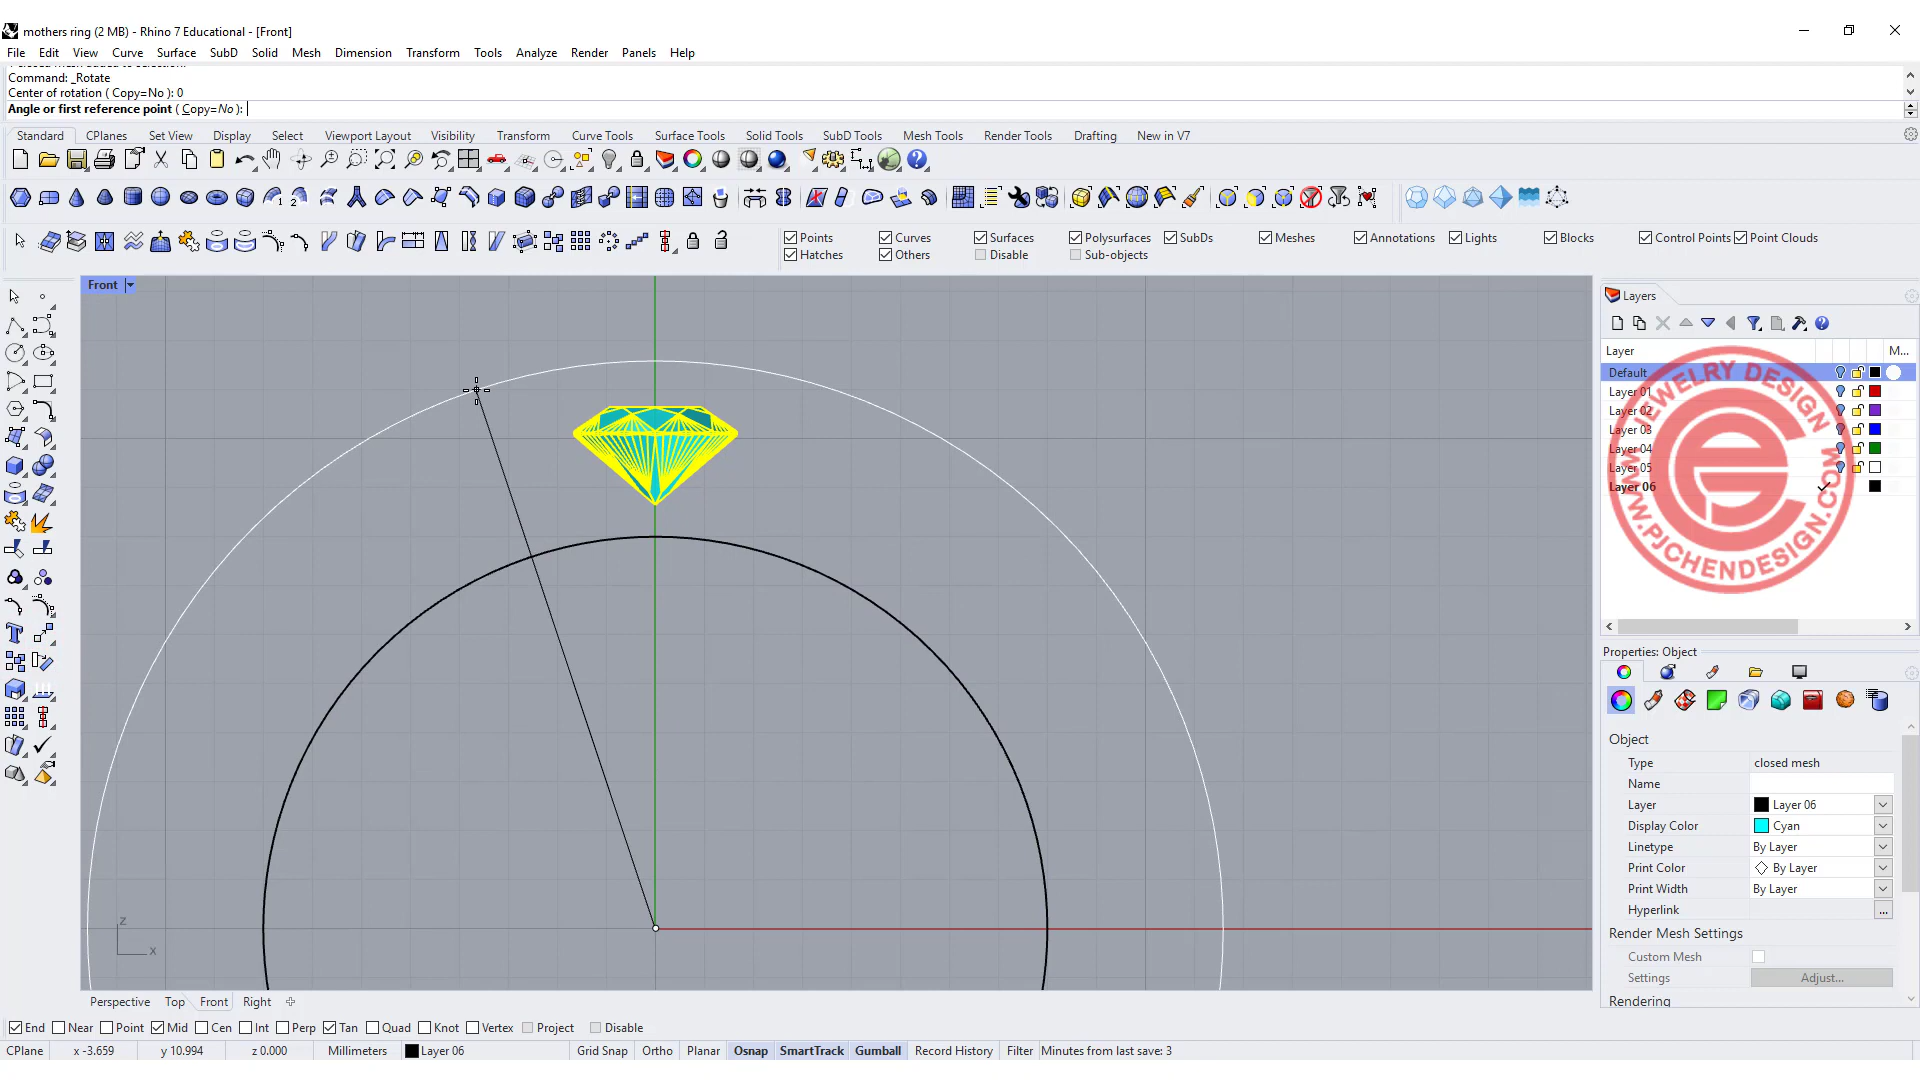 mothers ring (2 MB) - Rhino 7 Educational - [Front]
File Edit View Curve Surface SubD Solid Mesh Dimension Transform Tools Analyze Render Panels Help
Command: _Rotate
Center of rotation ( Copy=No ): 0
Angle or first reference point ( Copy=No ):
Standard CPlanes Set View Display Select Viewport Layout Visibility Transform Curve Tools Surface Tools Solid Tools SubD Tools Mesh Tools Render Tools Drafting New in V7
Points Curves Surfaces Polysurfaces SubDs Meshes Annotations Lights Blocks Control Points Point Clouds
Hatches Others Disable Sub-objects
Front
Layers
Layer M...
Default
Layer 01
Layer 02
Layer 03
Layer 04
Layer 05
Layer 06
JEWELRY DESIGN
WWW.PJCHENDESIGN.COM
Properties: Object
Object
Type closed mesh
Name
Layer Layer 06
Display Color Cyan
Linetype By Layer
Print Color By Layer
Print Width By Layer
Hyperlink ...
Render Mesh Settings
Custom Mesh
Settings Adjust...
Rendering
z
x
Perspective Top Front Right
End Near Point Mid Cen Int Perp Tan Quad Knot Vertex Project Disable
CPlane x -3.659 y 10.994 z 0.000 Millimeters Layer 06 Grid Snap Ortho Planar Osnap SmartTrack Gumball Record History Filter Minutes from last save: 3